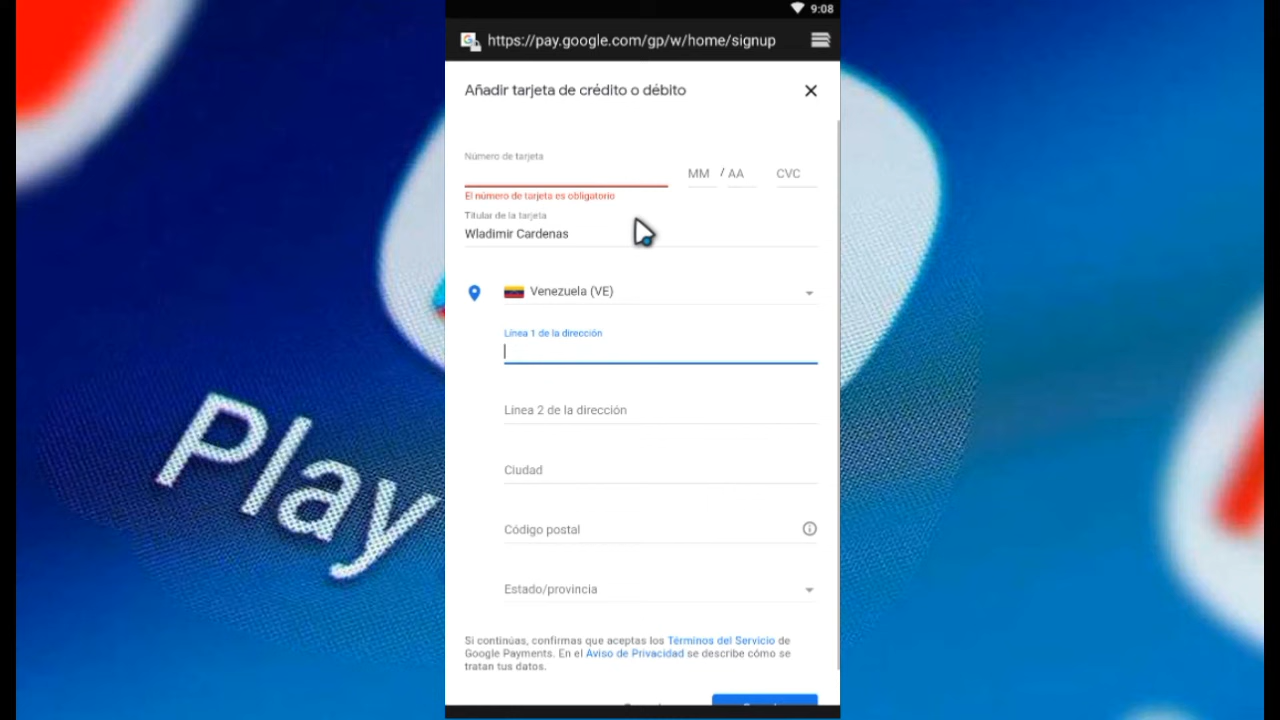 9:08
https://pay.google.com/gp/w/home/signup
Añadir tarjeta de crédito o débito
Número de tarjeta
MM / AA
CVC
El número de tarjeta es obligatorio
Titular de la tarjeta
Wladimir Cardenas
Venezuela (VE)
Línea 1 de la dirección
Línea 2 de la dirección
Ciudad
Código postal
Estado/provincia
Si continúas, confirmas que aceptas los Términos del Servicio de
Google Payments. En el Aviso de Privacidad se describe cómo se
tratan tus datos.
Play